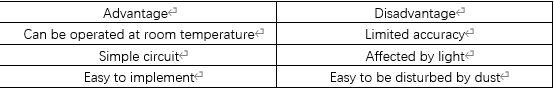 Advantage Disadvantage
Can be operated at room temperature Limited accuracy
Simple circuit Affected by light
Easy to implement Easy to be disturbed by dust